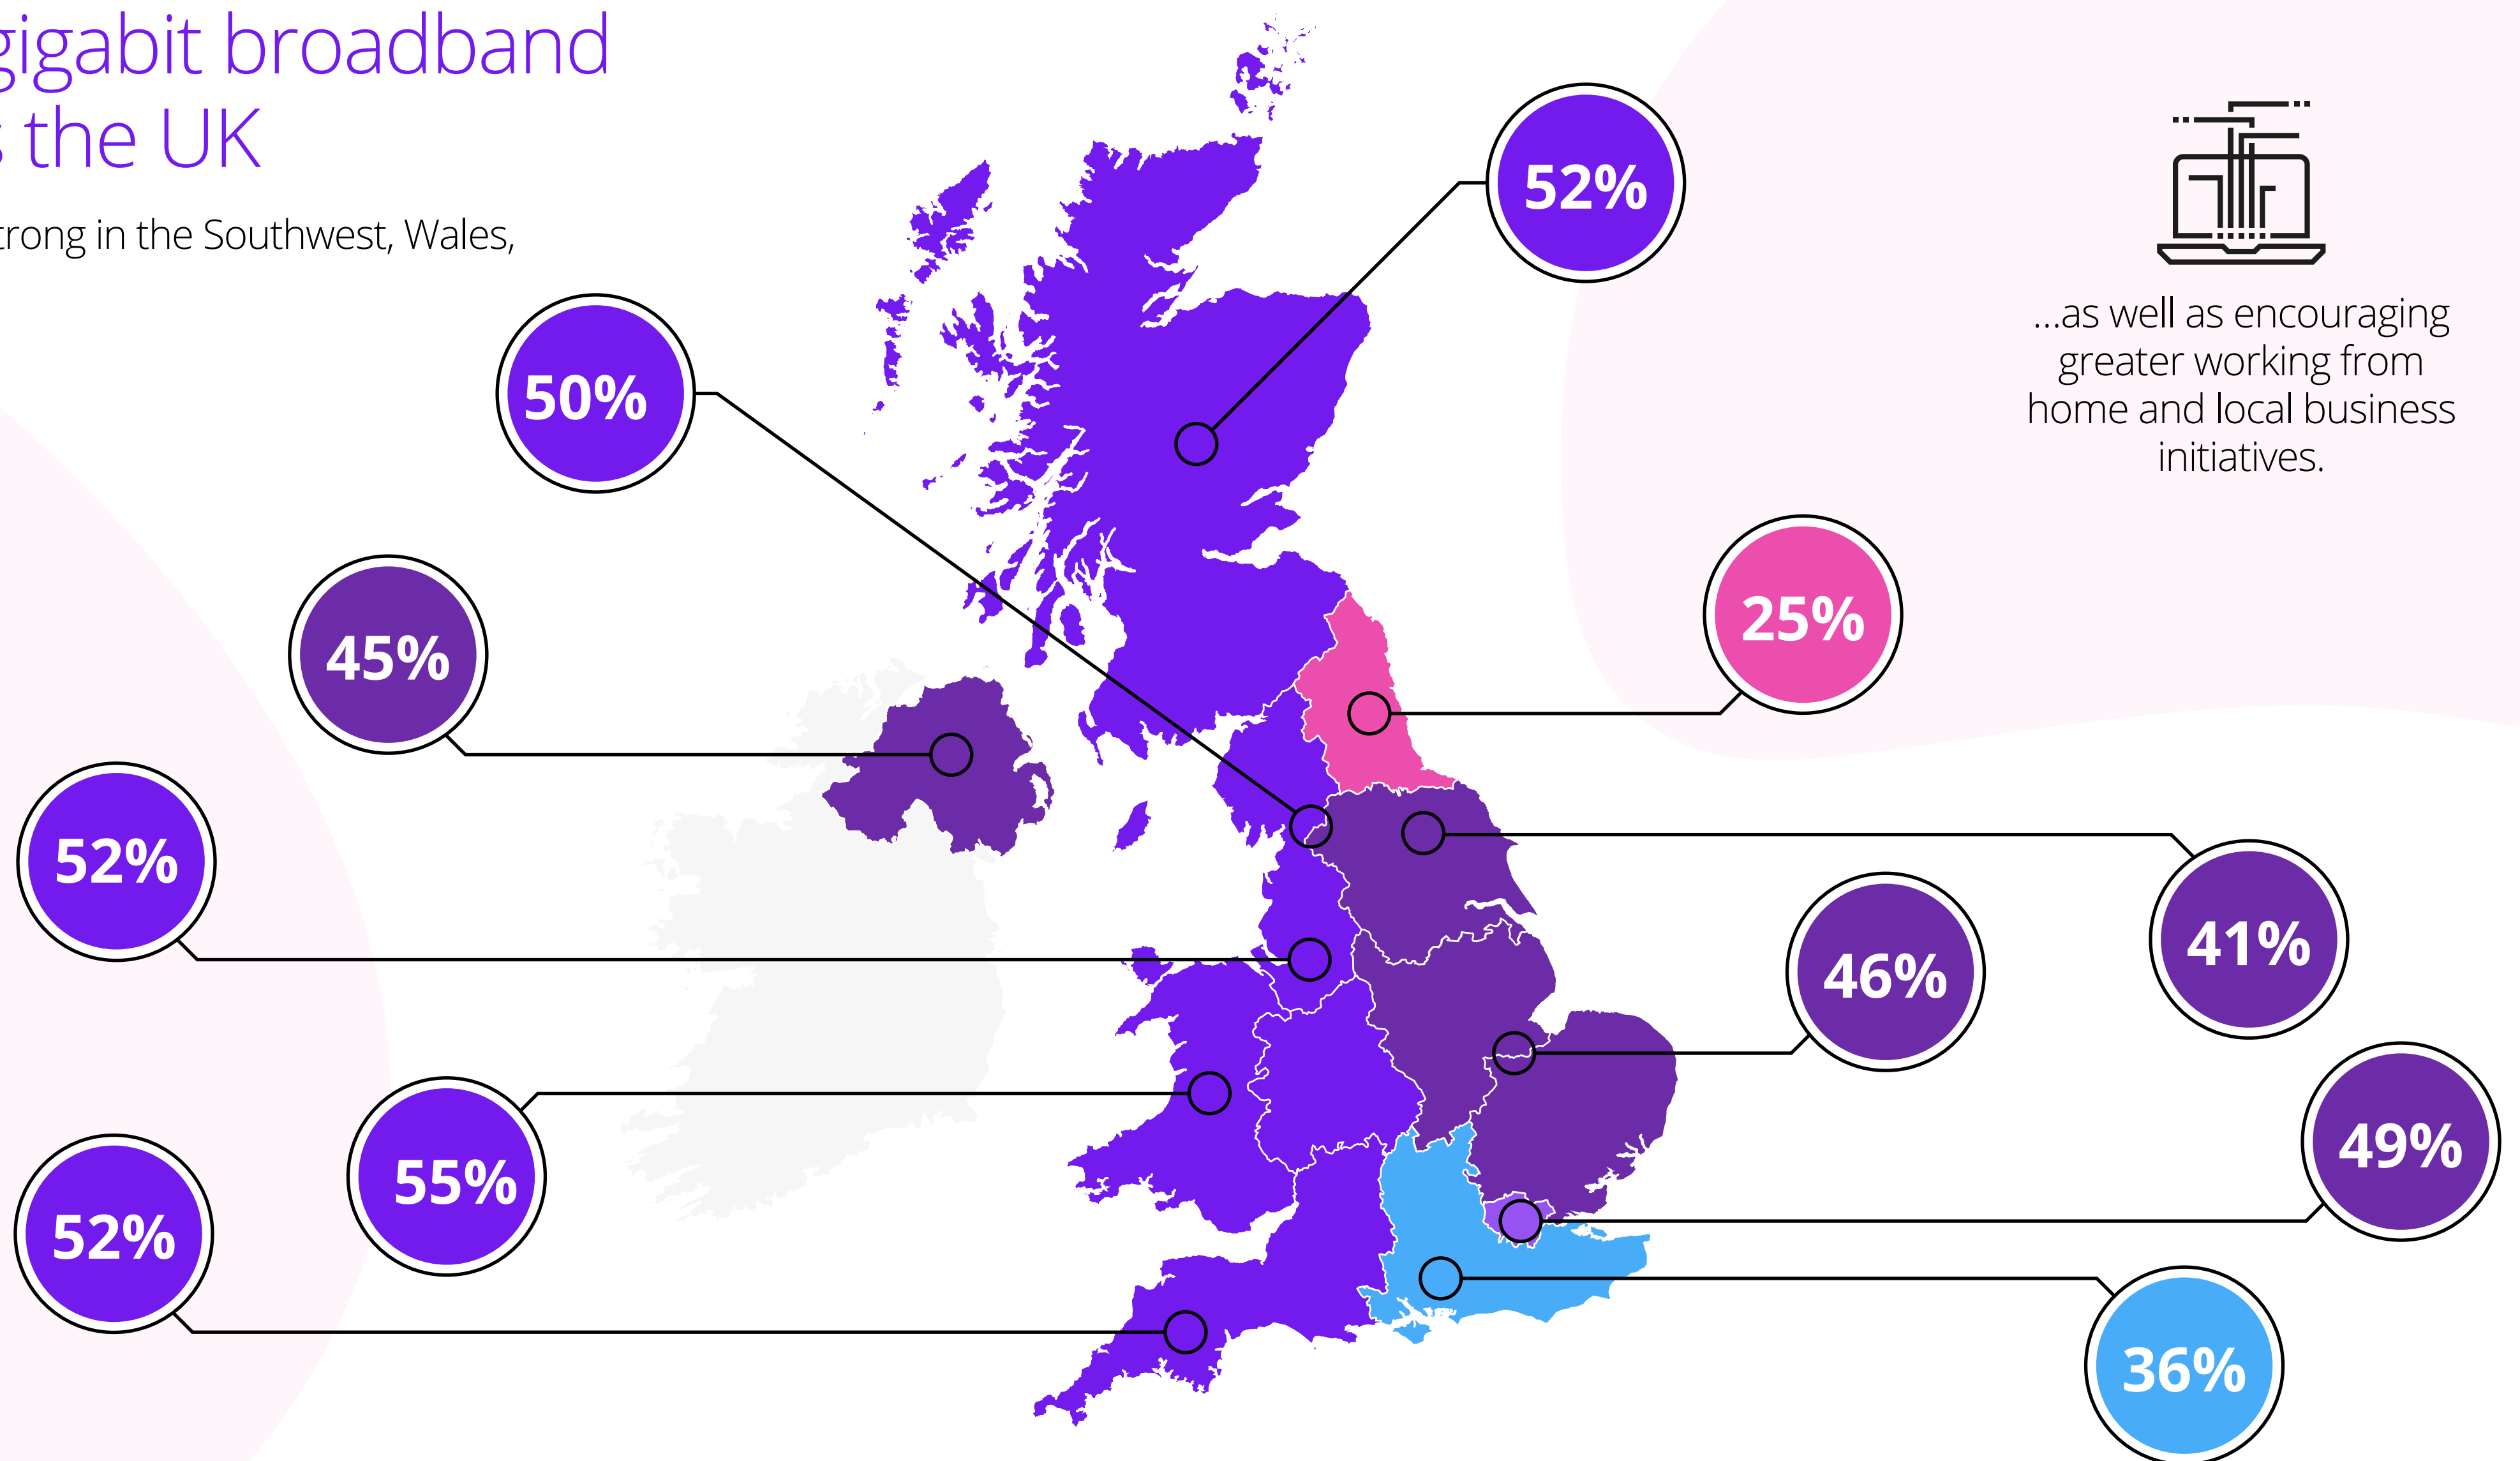 gigabit broadband
s the UK
trong in the Southwest, Wales,
52%
50%
...as well as encouraging
greater working from
home and local business
initiatives.
25%
45%
52%
41%
46%
49%
55%
52%
36%